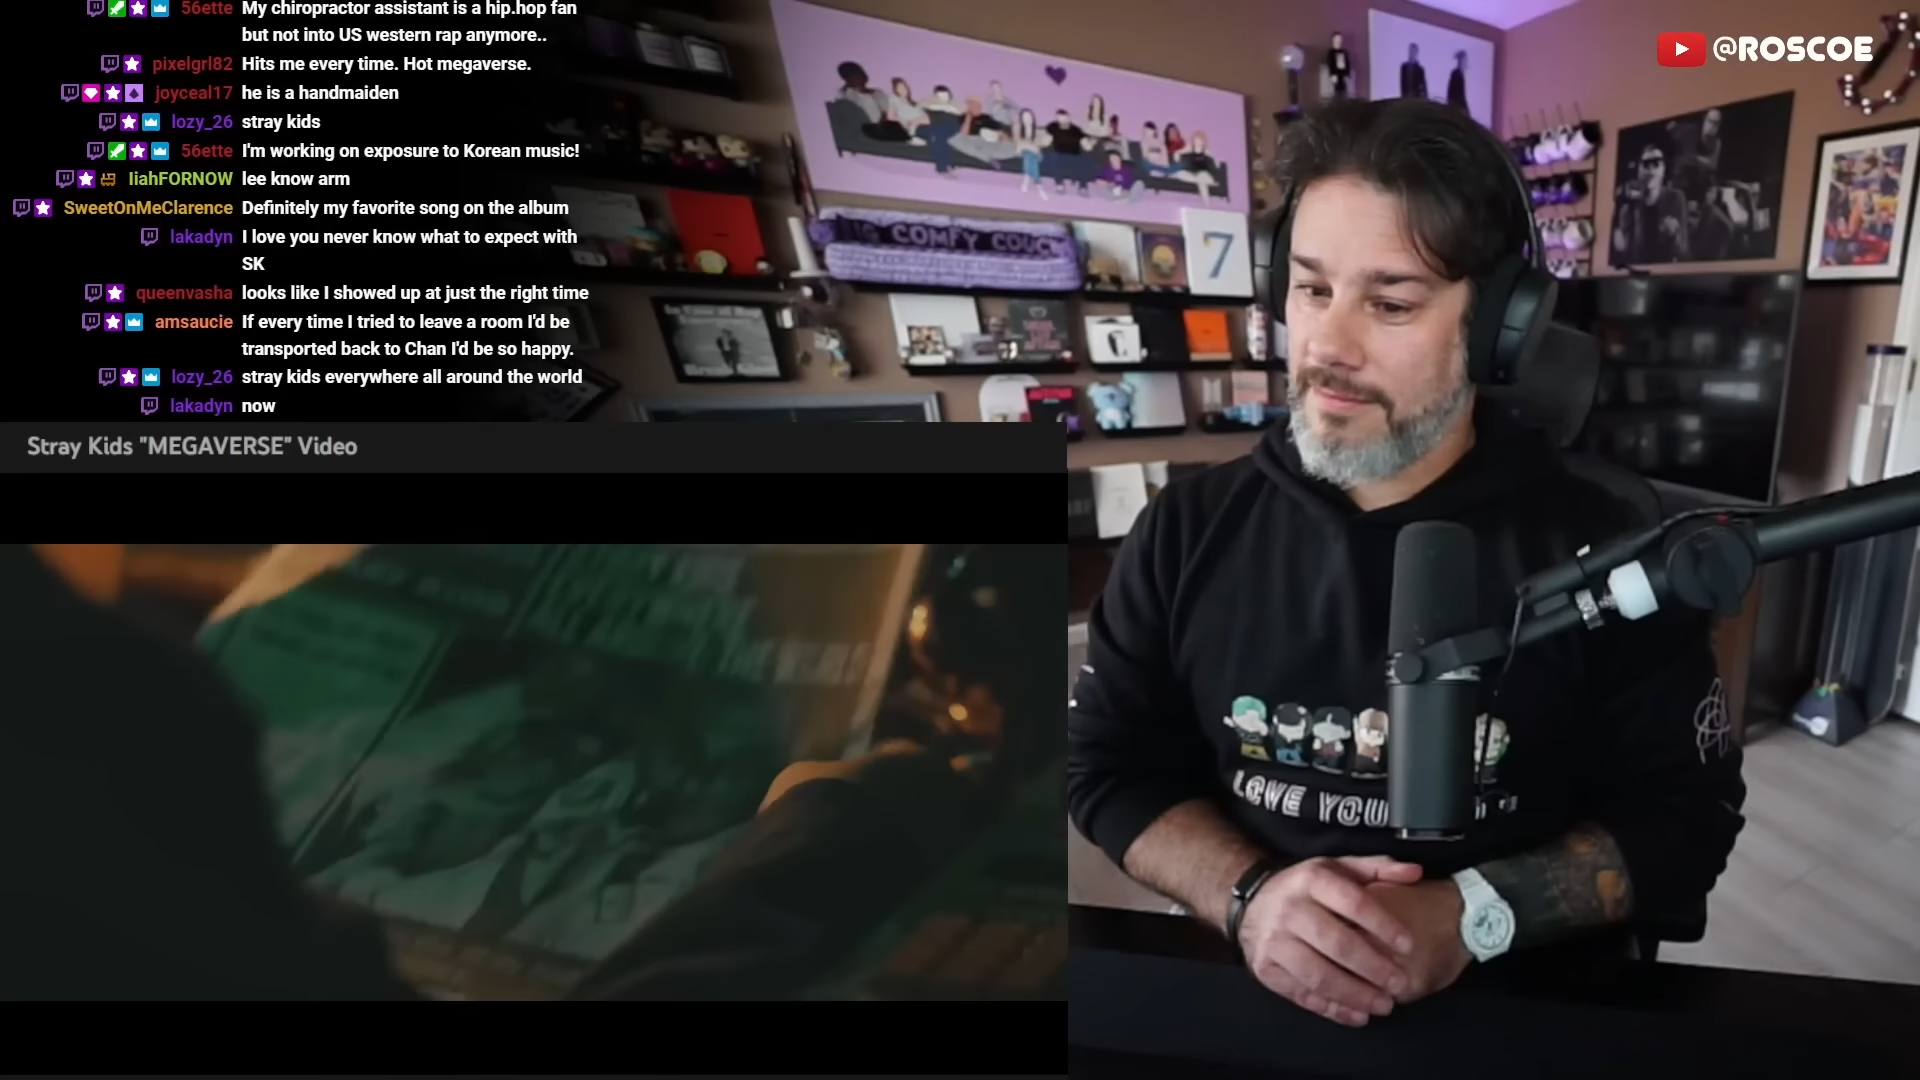 56ette My chiropractor assistant is a hip.hop fan
but not into US western rap anymore..
pixelgrl82 Hits me every time. Hot megaverse.
joyceal17 he is a handmaiden
lozy_26 stray kids
56ette I'm working on exposure to Korean music!
liahFORNOW lee know arm
SweetOnMeClarence Definitely my favorite song on the album
lakadyn I love you never know what to expect with
SK
queenvasha looks like I showed up at just the right time
amsaucie If every time I tried to leave a room I'd be
transported back to Chan I'd be so happy.
lozy_26 stray kids everywhere all around the world
lakadyn now
Stray Kids "MEGAVERSE" Video
@ROSCOE
COMFY COUCH
7
LOVE YOU